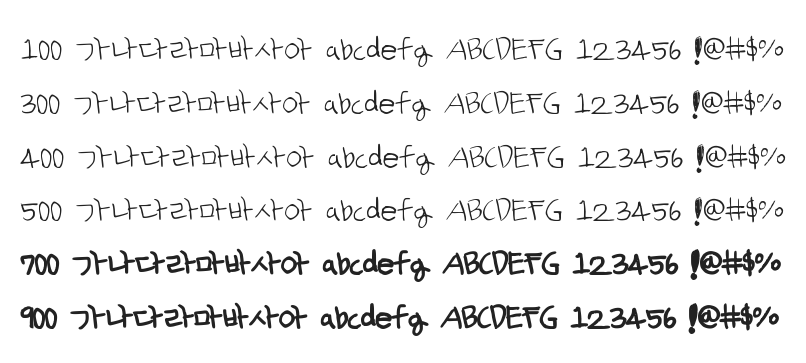 100 가나다라마바사아 abcdefg ABCDEFG 123456 !@#$%
300 가나다라마바사아 abcdefg ABCDEFG 123456 !@#$%
400 가나다라마바사아 abcdefg ABCDEFG 123456 !@#$%
500 가나다라마바사아 abcdefg ABCDEFG 123456 !@#$%
700 가나다라마바사아 abcdefg ABCDEFG 123456 !@#$%
900 가나다라마바사아 abcdefg ABCDEFG 123456 !@#$%